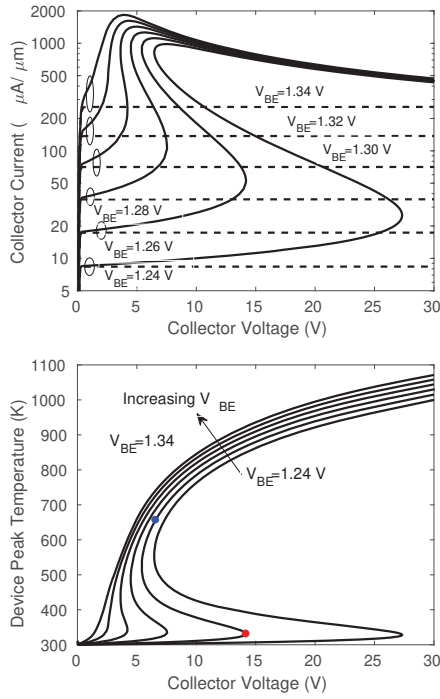 2000
1000
500
200
100
50
20
10
5
Collector Current ( μA/ μm)
V_BE=1.34 V
V_BE=1.32 V
V_BE=1.30 V
V_BE=1.28 V
V_BE=1.26 V
V_BE=1.24 V
0 5 10 15 20 25 30
Collector Voltage (V)
1100
1000
900
800
700
600
500
400
300
Device Peak Temperature (K)
Increasing V_BE
V_BE=1.34
V_BE=1.24 V
0 5 10 15 20 25 30
Collector Voltage (V)